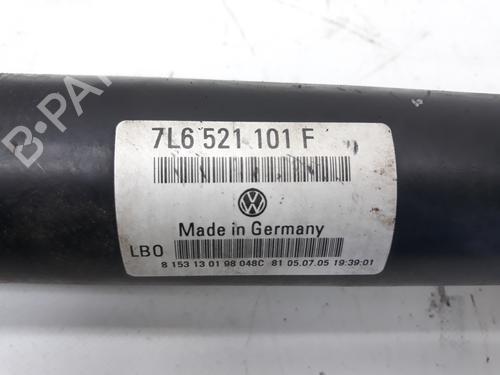 B-PARTS
7L6 521 101 F
Made in Germany
LBO
8 153 13 01 98 048C 81 05.07.05 19:39:01